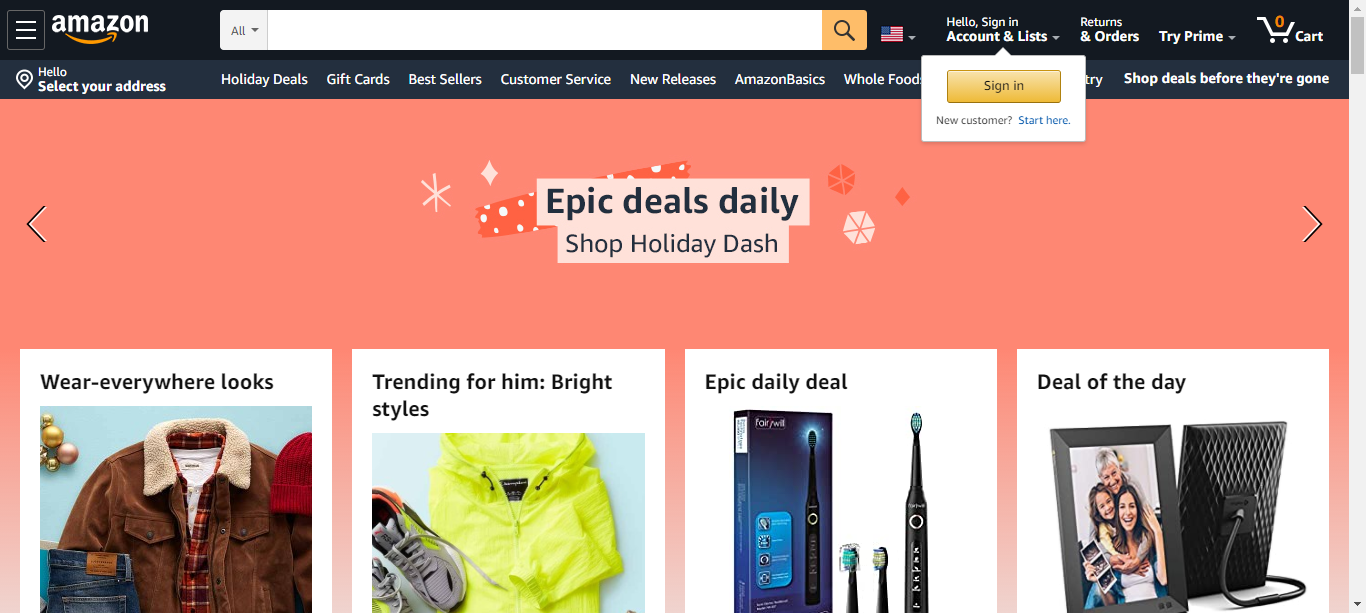 amazon
All
Hello, Sign in
Account & Lists
Returns
& Orders
Try Prime
0
Cart
Hello
Select your address
Holiday Deals
Gift Cards
Best Sellers
Customer Service
New Releases
AmazonBasics
Whole Foods
try
Shop deals before they're gone
Sign in
New customer? Start here.
Epic deals daily
Shop Holiday Dash
Wear-everywhere looks
Trending for him: Bright
styles
Epic daily deal
Deal of the day
fairywill
fairywill